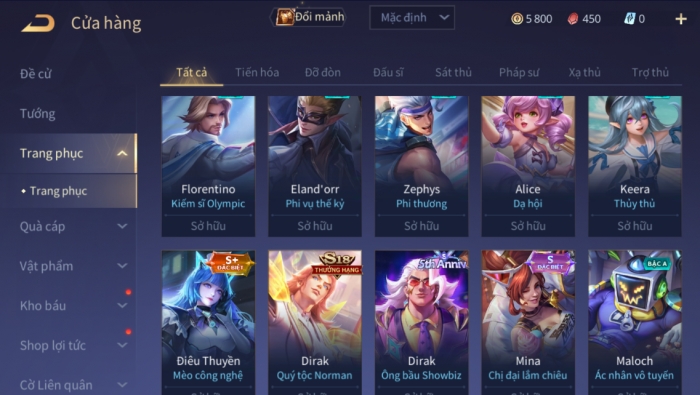 Cửa hàng
Đổi mảnh
Mặc định
5 800
450
0
Đề cử
Tướng
Trang phục
Trang phục
Quà cáp
Vật phẩm
Kho báu
Shop lợi tức
Cờ Liên quân
Tất cả
Tiến hóa
Đỡ đòn
Đấu sĩ
Sát thủ
Pháp sư
Xạ thủ
Trợ thủ
Florentino
Kiếm sĩ Olympic
Sở hữu
Eland'orr
Phi vụ thế kỷ
Sở hữu
Zephys
Phi thương
Sở hữu
Alice
Dạ hội
Sở hữu
Keera
Thủy thủ
Sở hữu
S+
ĐẶC BIỆT
Điêu Thuyền
Mèo công nghệ
S18
THƯỞNG HẠNG
Dirak
Quý tộc Norman
5th Anniv
Dirak
Ông bầu Showbiz
S
ĐẶC BIỆT
Mina
Chị đại lắm chiêu
BẬC A
Maloch
Ác nhân vô tuyến